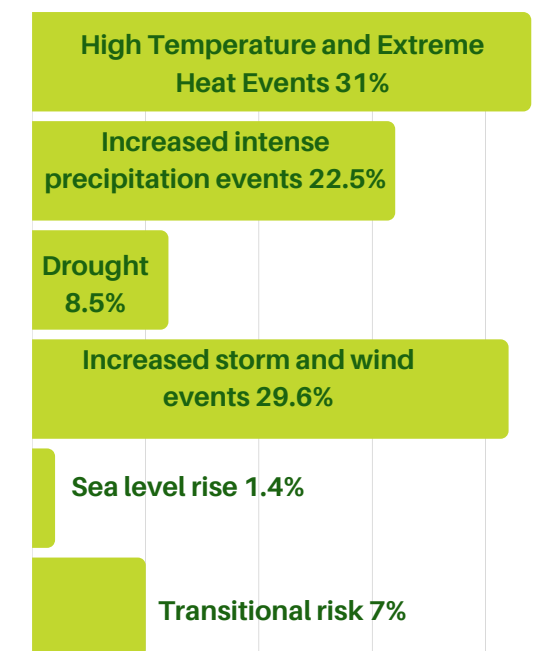 High Temperature and Extreme
Heat Events 31%
Increased intense
precipitation events 22.5%
Drought
8.5%
Increased storm and wind
events 29.6%
Sea level rise 1.4%
Transitional risk 7%